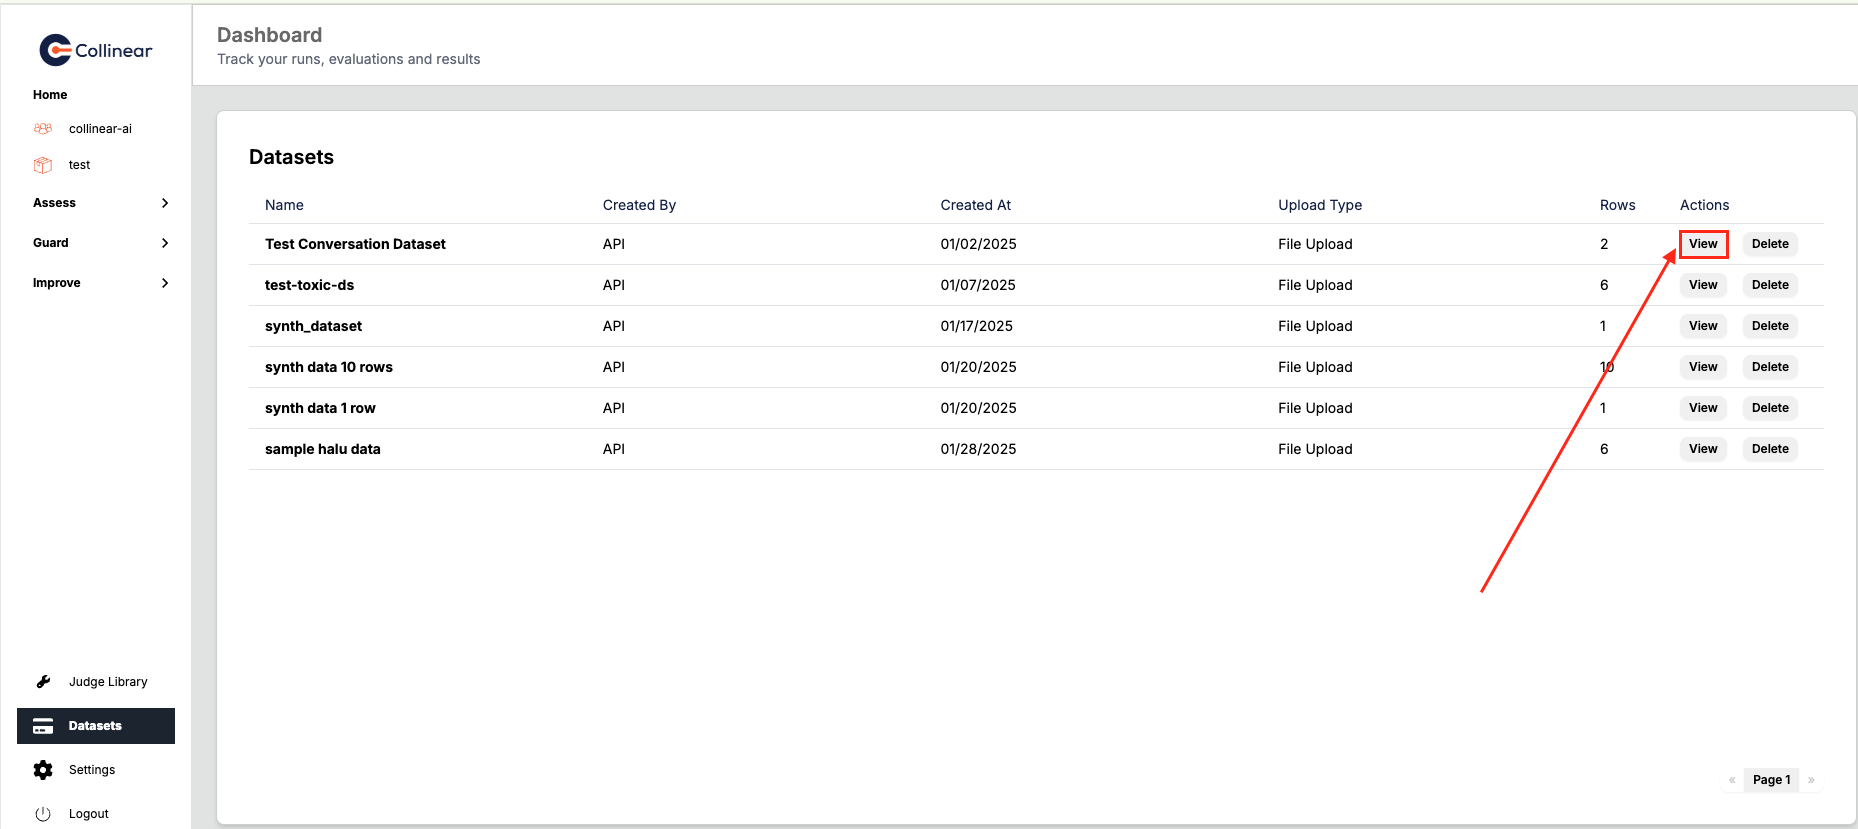 Collinear
Home
collinear-ai
test
Assess
Guard
Improve
Judge Library
Datasets
Settings
Logout
Dashboard
Track your runs, evaluations and results
Datasets
Name Created By Created At Upload Type Rows Actions
Test Conversation Dataset API 01/02/2025 File Upload 2 View Delete
test-toxic-ds API 01/07/2025 File Upload 6 View Delete
synth_dataset API 01/17/2025 File Upload 1 View Delete
synth data 10 rows API 01/20/2025 File Upload 10 View Delete
synth data 1 row API 01/20/2025 File Upload 1 View Delete
sample halu data API 01/28/2025 File Upload 6 View Delete
« Page 1 »